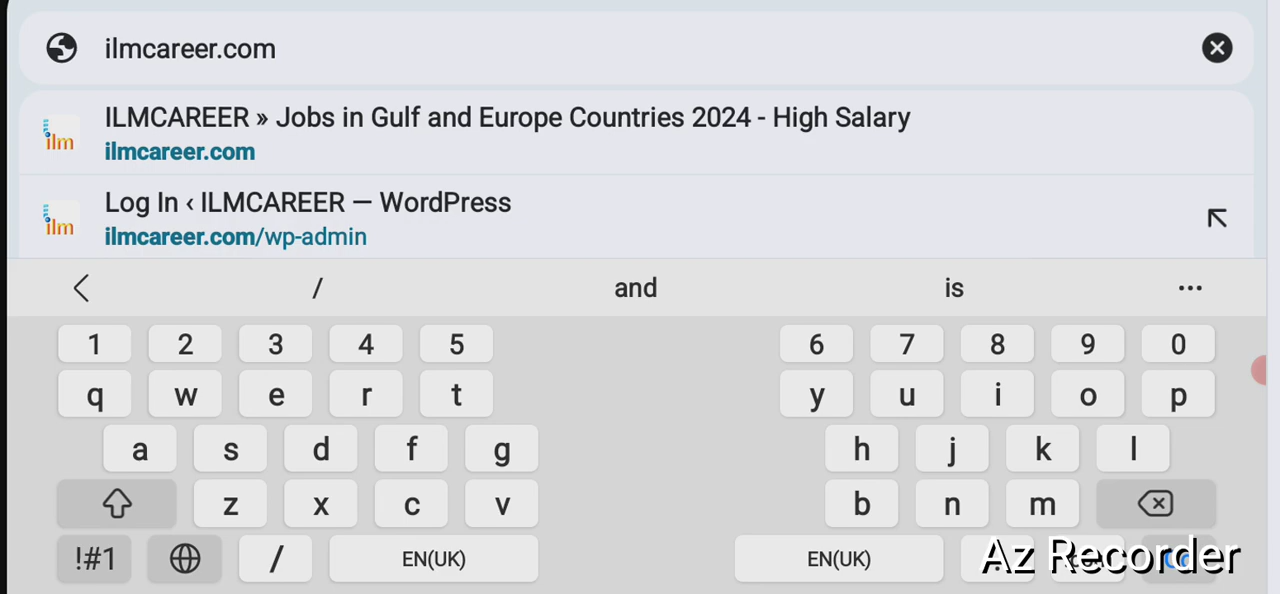 ilmcareer.com
ILMCAREER » Jobs in Gulf and Europe Countries 2024 - High Salary
ilm
ilmcareer.com
Log In ‹ ILMCAREER — WordPress
ilm
ilmcareer.com/wp-admin
/ and is ...
1 2 3 4 5 6 7 8 9 0
q w e r t y u i o p
a s d f g h j k l
z x c v b n m
!#1 / EN(UK) EN(UK)
Az Recorder